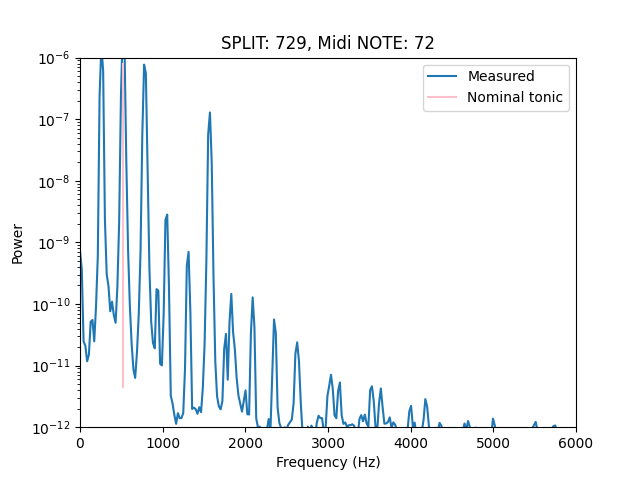 SPLIT: 729, Midi NOTE: 72
Measured
Nominal tonic
Power
10⁻⁶
10⁻⁷
10⁻⁸
10⁻⁹
10⁻¹⁰
10⁻¹¹
10⁻¹²
0 1000 2000 3000 4000 5000 6000
Frequency (Hz)